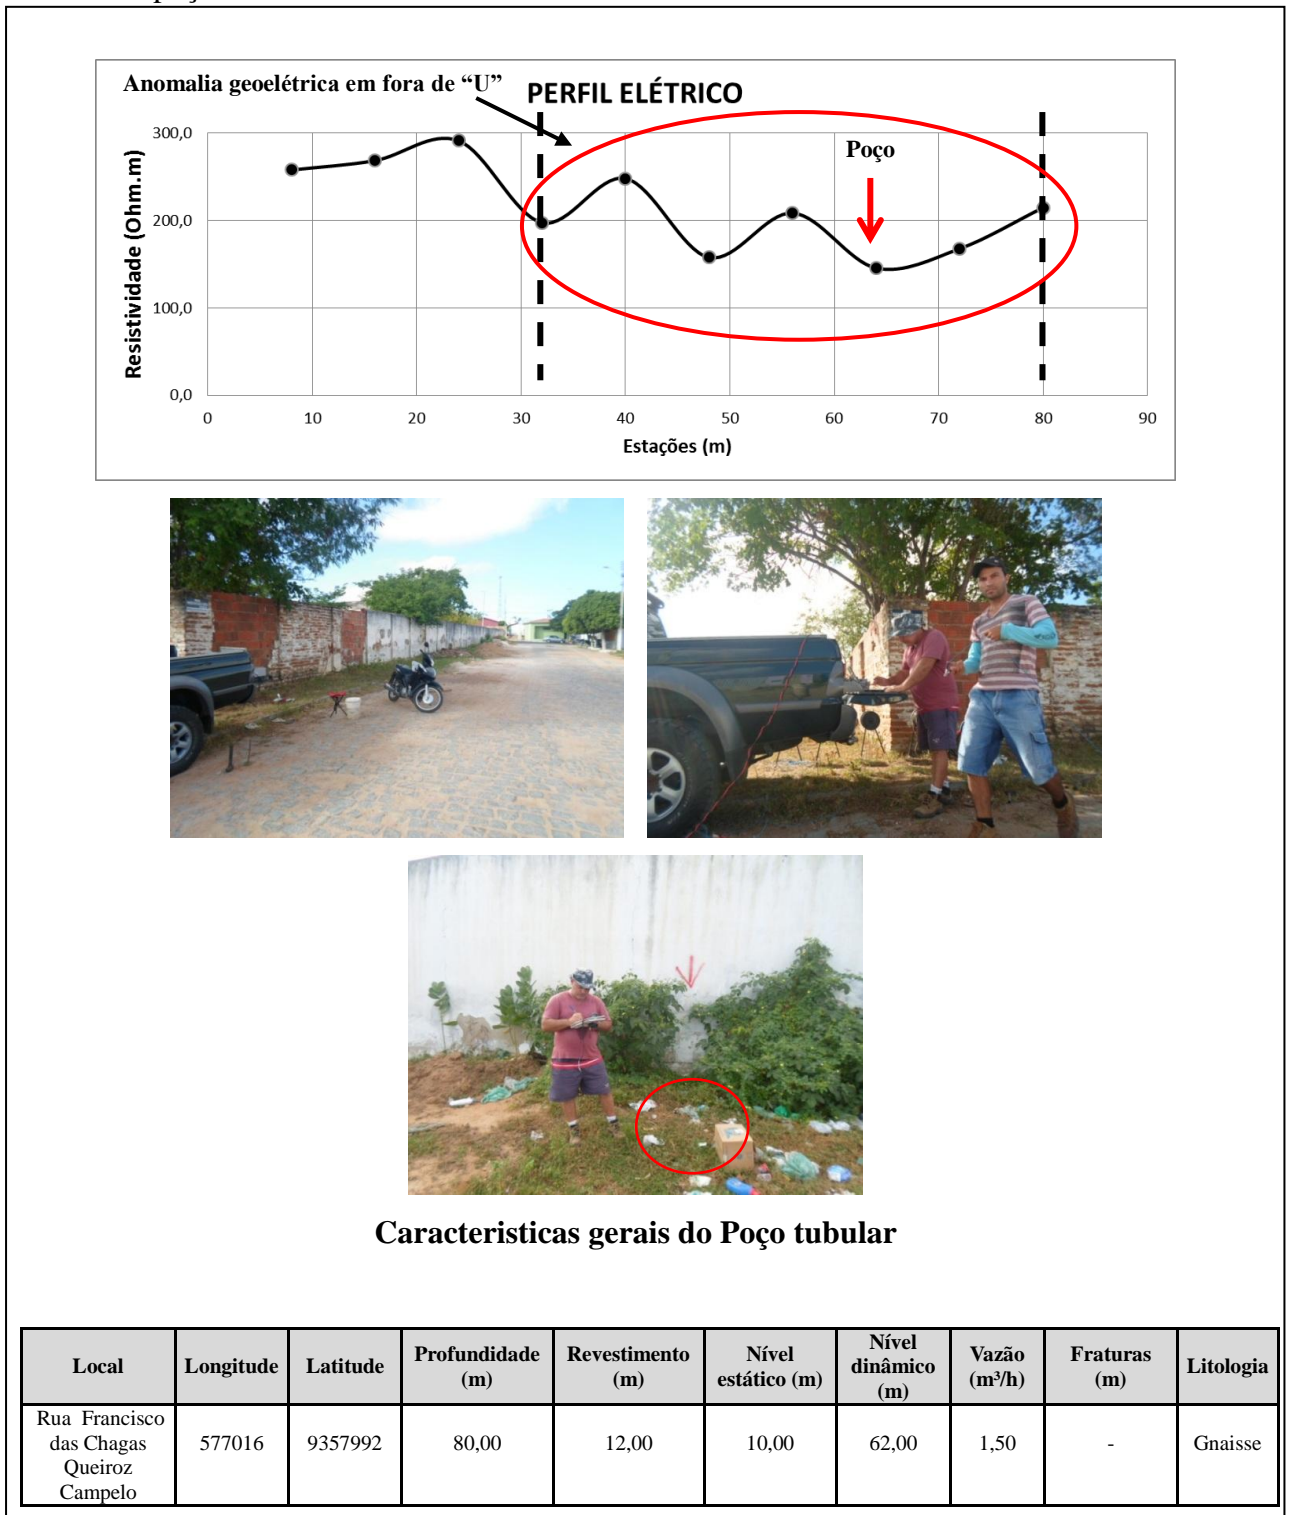 Anomalia geoelétrica em fora de “U”
PERFIL ELÉTRICO
Poço
Resistividade (Ohm.m)
300,0
200,0
100,0
0,0
0 10 20 30 40 50 60 70 80 90
Estações (m)
Caracteristicas gerais do Poço tubular
Local Longitude Latitude Profundidade (m) Revestimento (m) Nível estático (m) Nível dinâmico (m) Vazão (m³/h) Fraturas (m) Litologia
Rua Francisco das Chagas Queiroz Campelo 577016 9357992 80,00 12,00 10,00 62,00 1,50 - Gnaisse